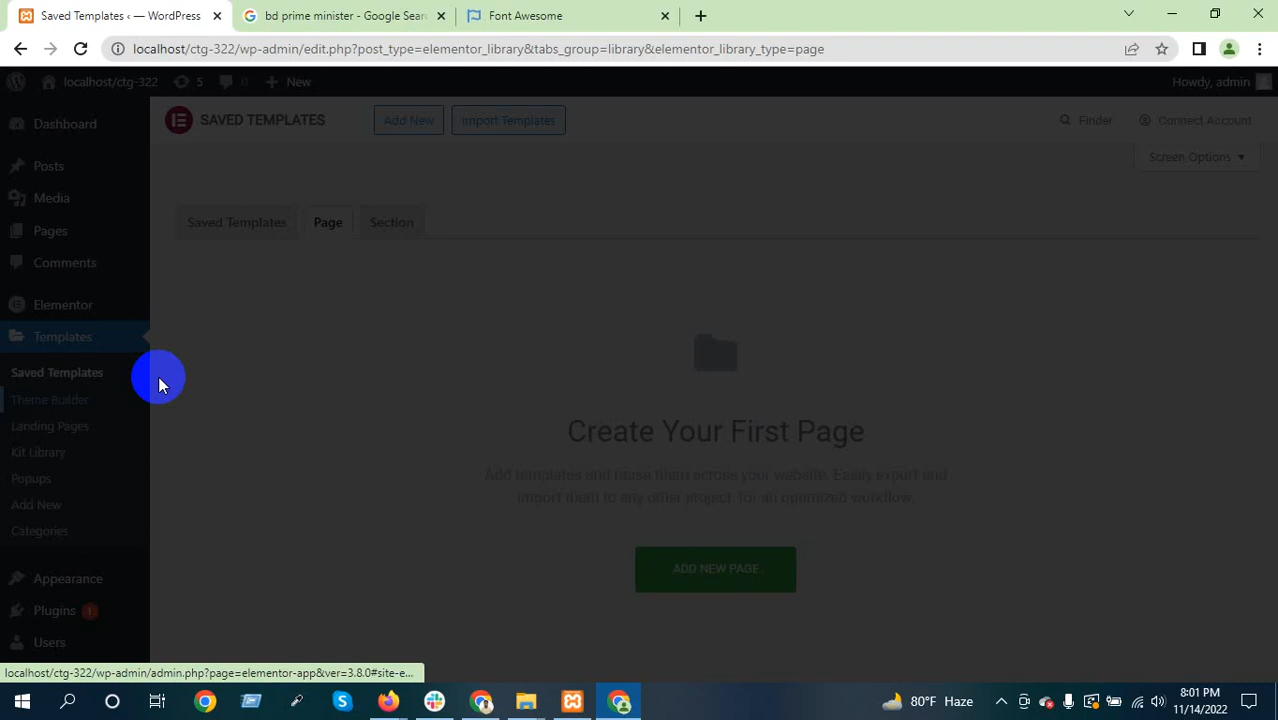 Saved Templates ‹ — WordPress
bd prime minister - Google Sear
Font Awesome
localhost/ctg-322/wp-admin/edit.php?post_type=elementor_library&tabs_group=library&elementor_library_type=page
localhost/ctg-322
5
0
New
Howdy, admin
Dashboard
Posts
Media
Pages
Comments
Elementor
Templates
Saved Templates
Theme Builder
Landing Pages
Kit Library
Popups
Add New
Categories
Appearance
Plugins 1
Users
SAVED TEMPLATES
Add New
Import Templates
Finder
Connect Account
Screen Options
Saved Templates
Page
Section
Create Your First Page
Add templates and reuse them across your website. Easily export and
import them to any other project, for an optimized workflow.
ADD NEW PAGE
localhost/ctg-322/wp-admin/admin.php?page=elementor-app&ver=3.8.0#site-e...
80°F Haze
8:01 PM
11/14/2022